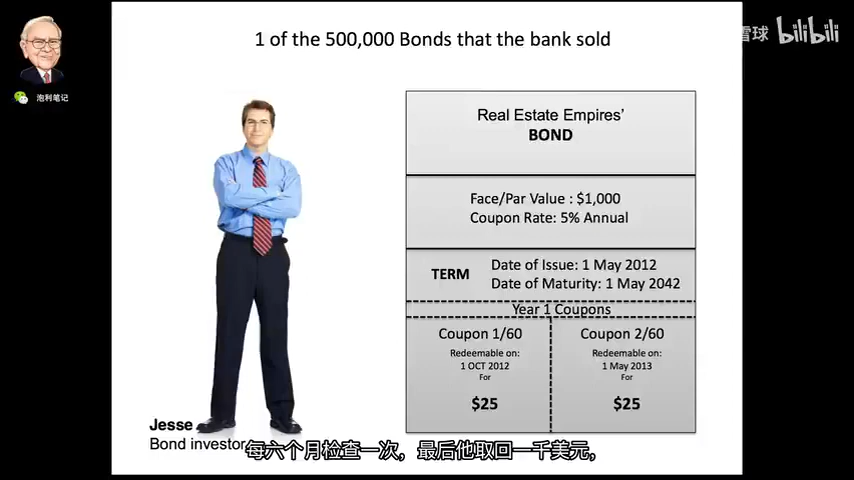 1 of the 500,000 Bonds that the bank sold
雪球 bilibili
泡利笔记
Real Estate Empires'
BOND
Face/Par Value : $1,000
Coupon Rate: 5% Annual
TERM
Date of Issue: 1 May 2012
Date of Maturity: 1 May 2042
Year 1 Coupons
Coupon 1/60
Redeemable on:
1 OCT 2012
For
$25
Coupon 2/60
Redeemable on:
1 May 2013
For
$25
Jesse
Bond investor
每六个月检查一次，最后他取回一千美元，